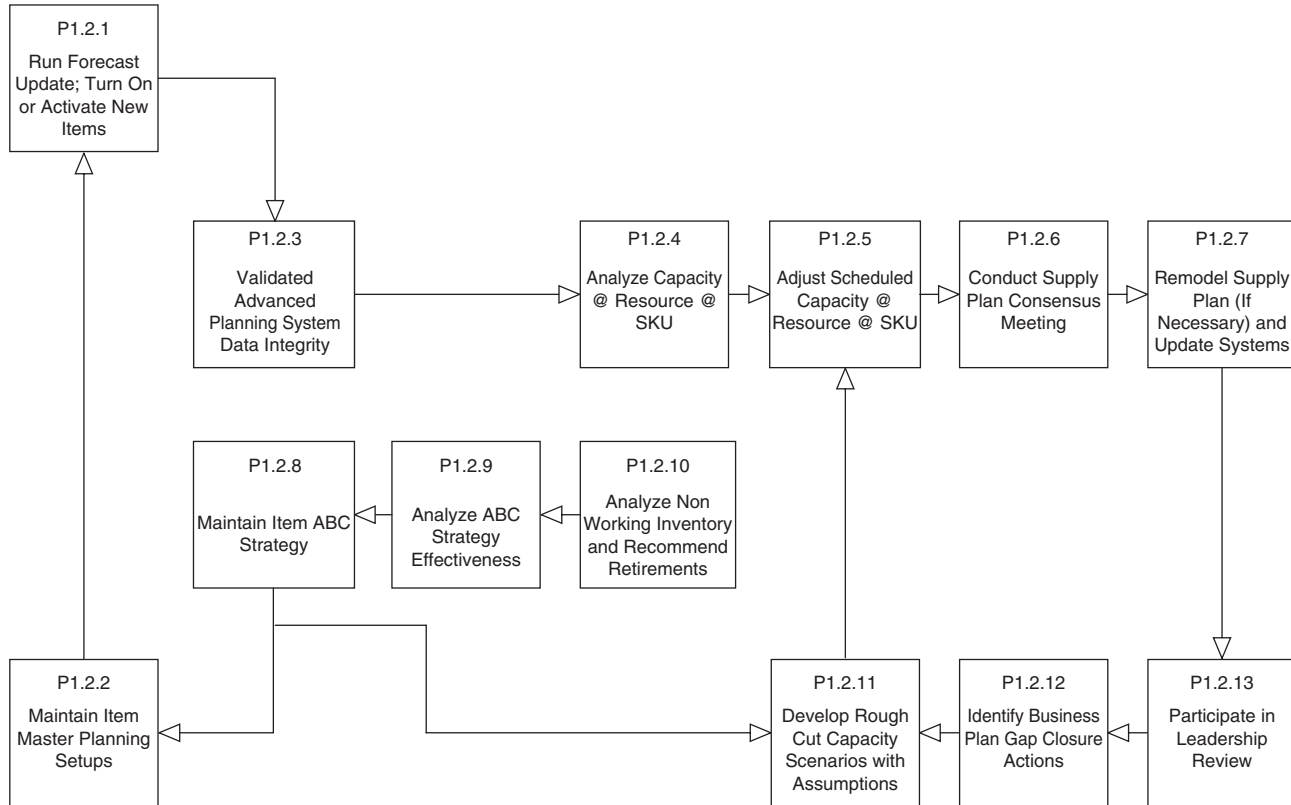 P1.2.1
Run Forecast
Update; Turn On
or Activate New
Items
P1.2.3
Validated
Advanced
Planning System
Data Integrity
P1.2.4
Analyze Capacity
@ Resource @
SKU
P1.2.5
Adjust Scheduled
Capacity @
Resource @ SKU
P1.2.6
Conduct Supply
Plan Consensus
Meeting
P1.2.7
Remodel Supply
Plan (If
Necessary) and
Update Systems
P1.2.8
Maintain Item ABC
Strategy
P1.2.9
Analyze ABC
Strategy
Effectiveness
P1.2.10
Analyze Non
Working Inventory
and Recommend
Retirements
P1.2.2
Maintain Item
Master Planning
Setups
P1.2.11
Develop Rough
Cut Capacity
Scenarios with
Assumptions
P1.2.12
Identify Business
Plan Gap Closure
Actions
P1.2.13
Participate in
Leadership
Review